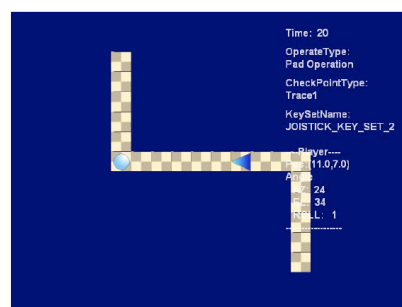 Time: 20
OperateType:
Pad Operation
CheckPointType:
Trace1
KeySetName:
JOISTICK_KEY_SET_2
Player----
(11.0,7.0)
24
34
ROLL: 1